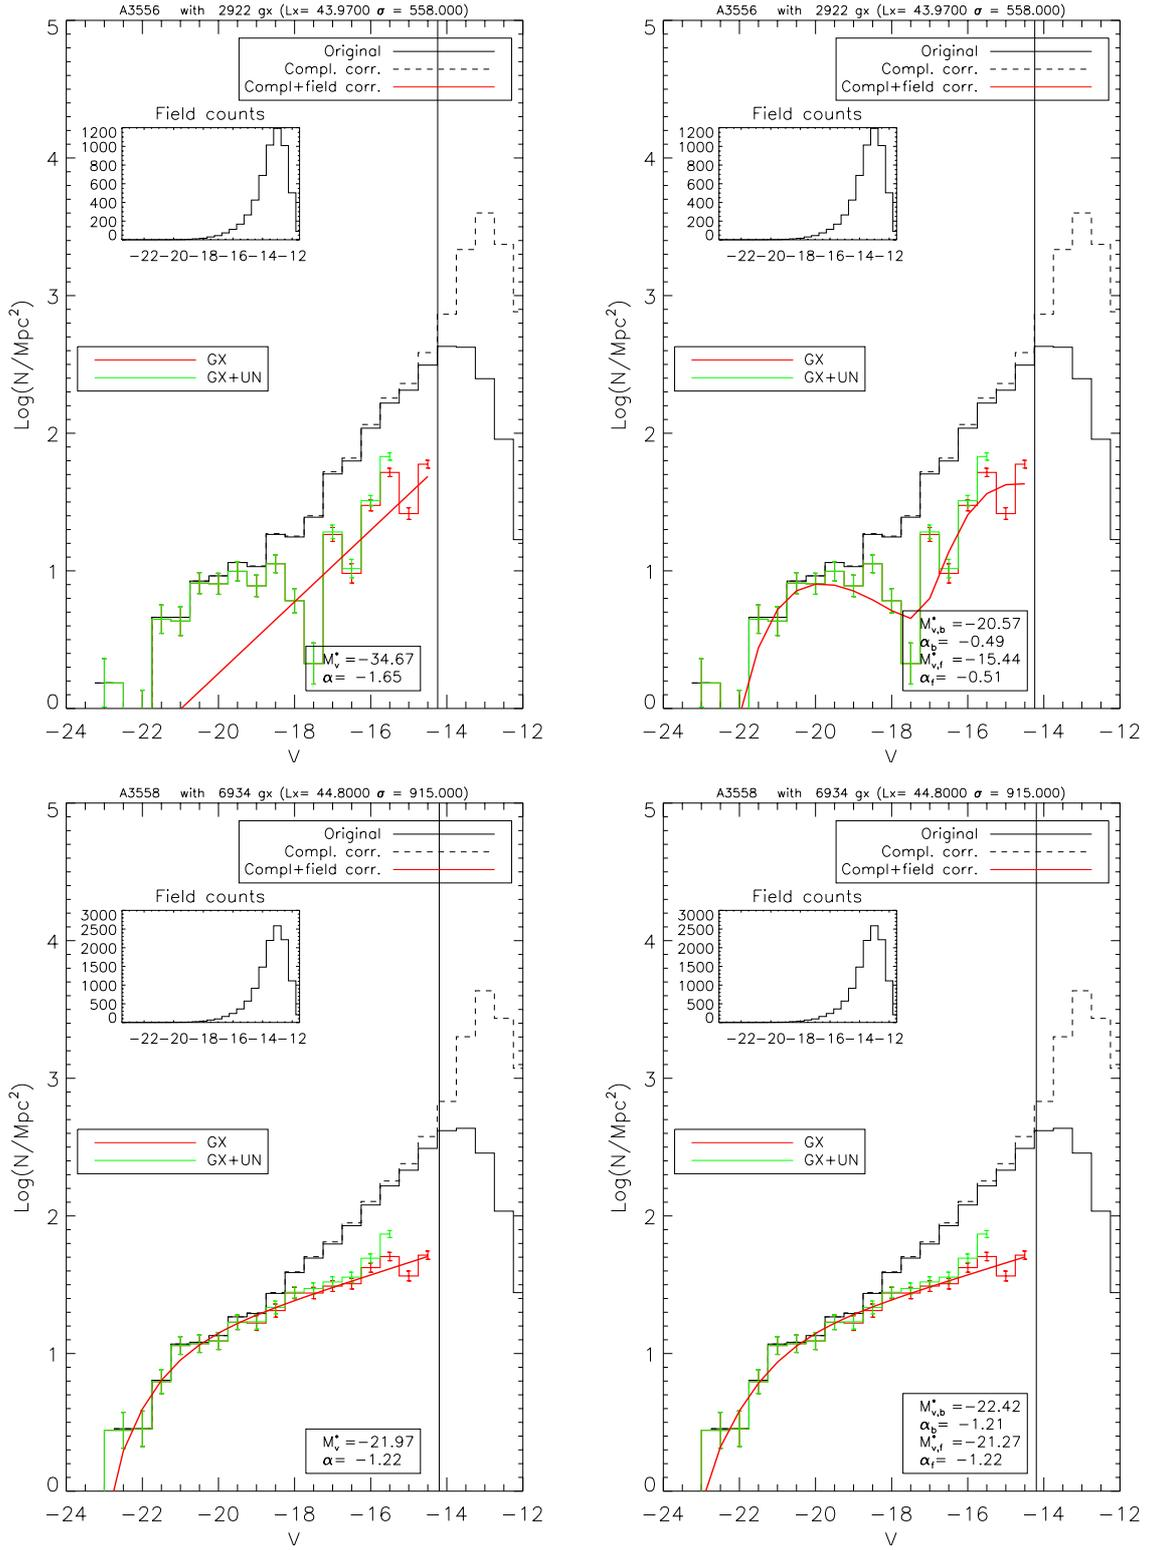 A3556 with 2922 gx (Lx= 43.9700 σ = 558.000)
5
Original
Compl. corr.
Compl+field corr.
Field counts
1200
1000
800
600
400
200
0
-22-20-18-16-14-12
4
3
GX
GX+UN
2
1
0
M*v =-34.67
α= -1.65
-24 -22 -20 -18 -16 -14 -12
V
Log(N/Mpc²)
A3556 with 2922 gx (Lx= 43.9700 σ = 558.000)
5
Original
Compl. corr.
Compl+field corr.
Field counts
1200
1000
800
600
400
200
0
-22-20-18-16-14-12
4
3
GX
GX+UN
2
1
0
M*v,b =-20.57
αb= -0.49
M*v,f =-15.44
αf= -0.51
-24 -22 -20 -18 -16 -14 -12
V
Log(N/Mpc²)
A3558 with 6934 gx (Lx= 44.8000 σ = 915.000)
5
Original
Compl. corr.
Compl+field corr.
Field counts
3000
2500
2000
1500
1000
500
0
-22-20-18-16-14-12
4
3
GX
GX+UN
2
1
0
M*v =-21.97
α= -1.22
-24 -22 -20 -18 -16 -14 -12
V
Log(N/Mpc²)
A3558 with 6934 gx (Lx= 44.8000 σ = 915.000)
5
Original
Compl. corr.
Compl+field corr.
Field counts
3000
2500
2000
1500
1000
500
0
-22-20-18-16-14-12
4
3
GX
GX+UN
2
1
0
M*v,b =-22.42
αb= -1.21
M*v,f =-21.27
αf= -1.22
-24 -22 -20 -18 -16 -14 -12
V
Log(N/Mpc²)